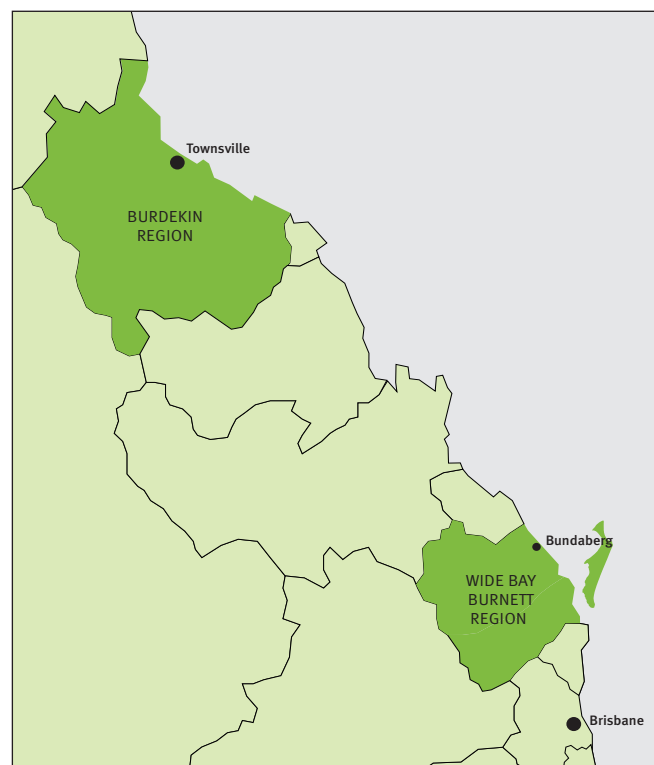 Townsville
BURDEKIN
REGION
Bundaberg
WIDE BAY
BURNETT
REGION
Brisbane